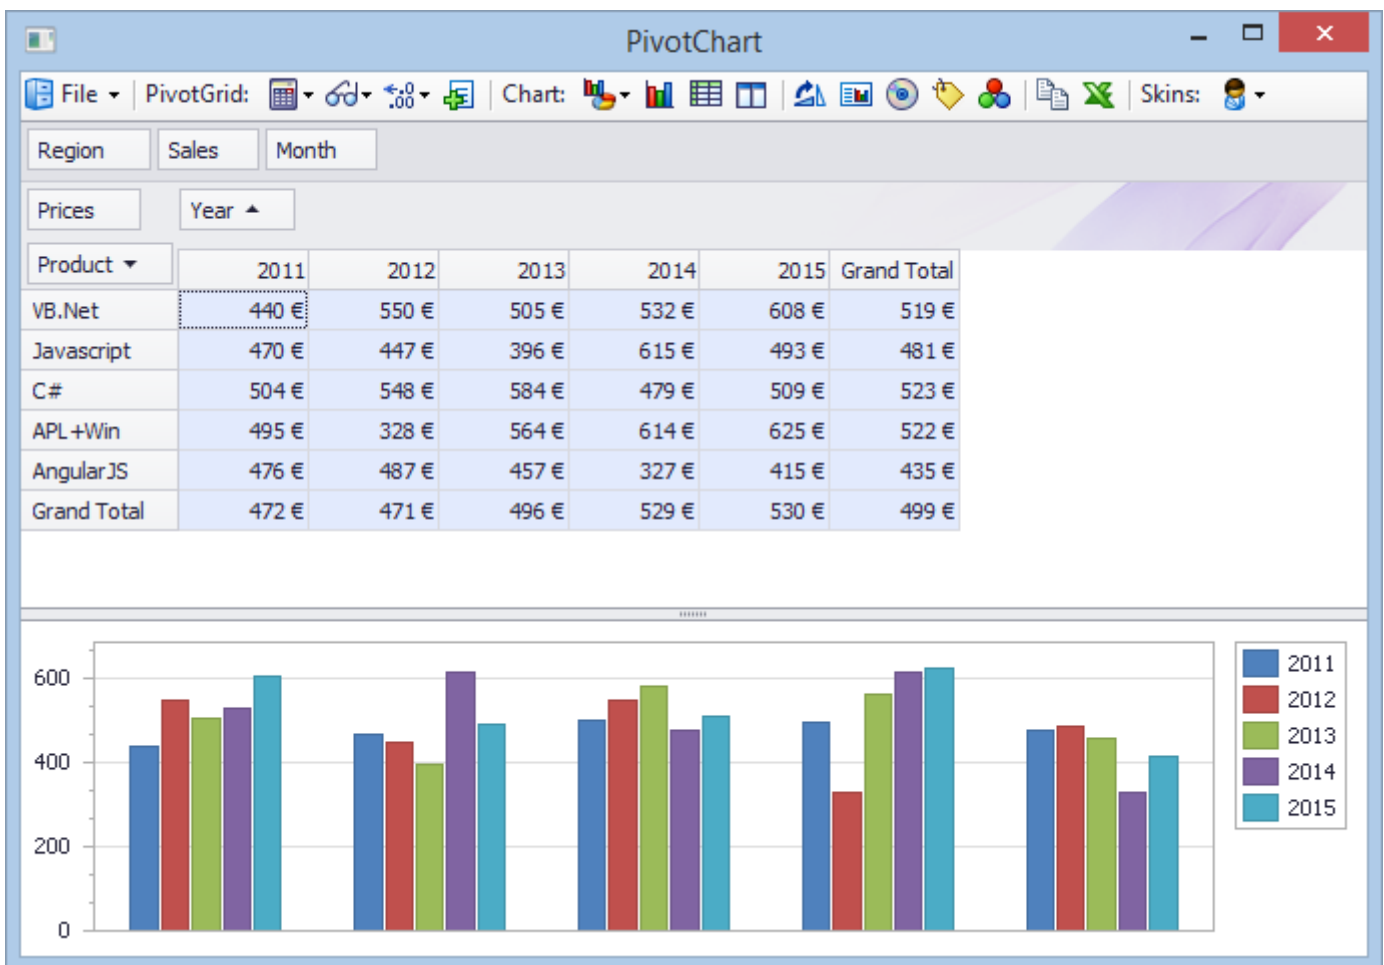 PivotChart
File PivotGrid: Chart: Skins:
Region Sales Month
Prices Year
Product 2011 2012 2013 2014 2015 Grand Total
VB.Net 440 € 550 € 505 € 532 € 608 € 519 €
Javascript 470 € 447 € 396 € 615 € 493 € 481 €
C# 504 € 548 € 584 € 479 € 509 € 523 €
APL+Win 495 € 328 € 564 € 614 € 625 € 522 €
AngularJS 476 € 487 € 457 € 327 € 415 € 435 €
Grand Total 472 € 471 € 496 € 529 € 530 € 499 €
600
400
200
0
2011
2012
2013
2014
2015